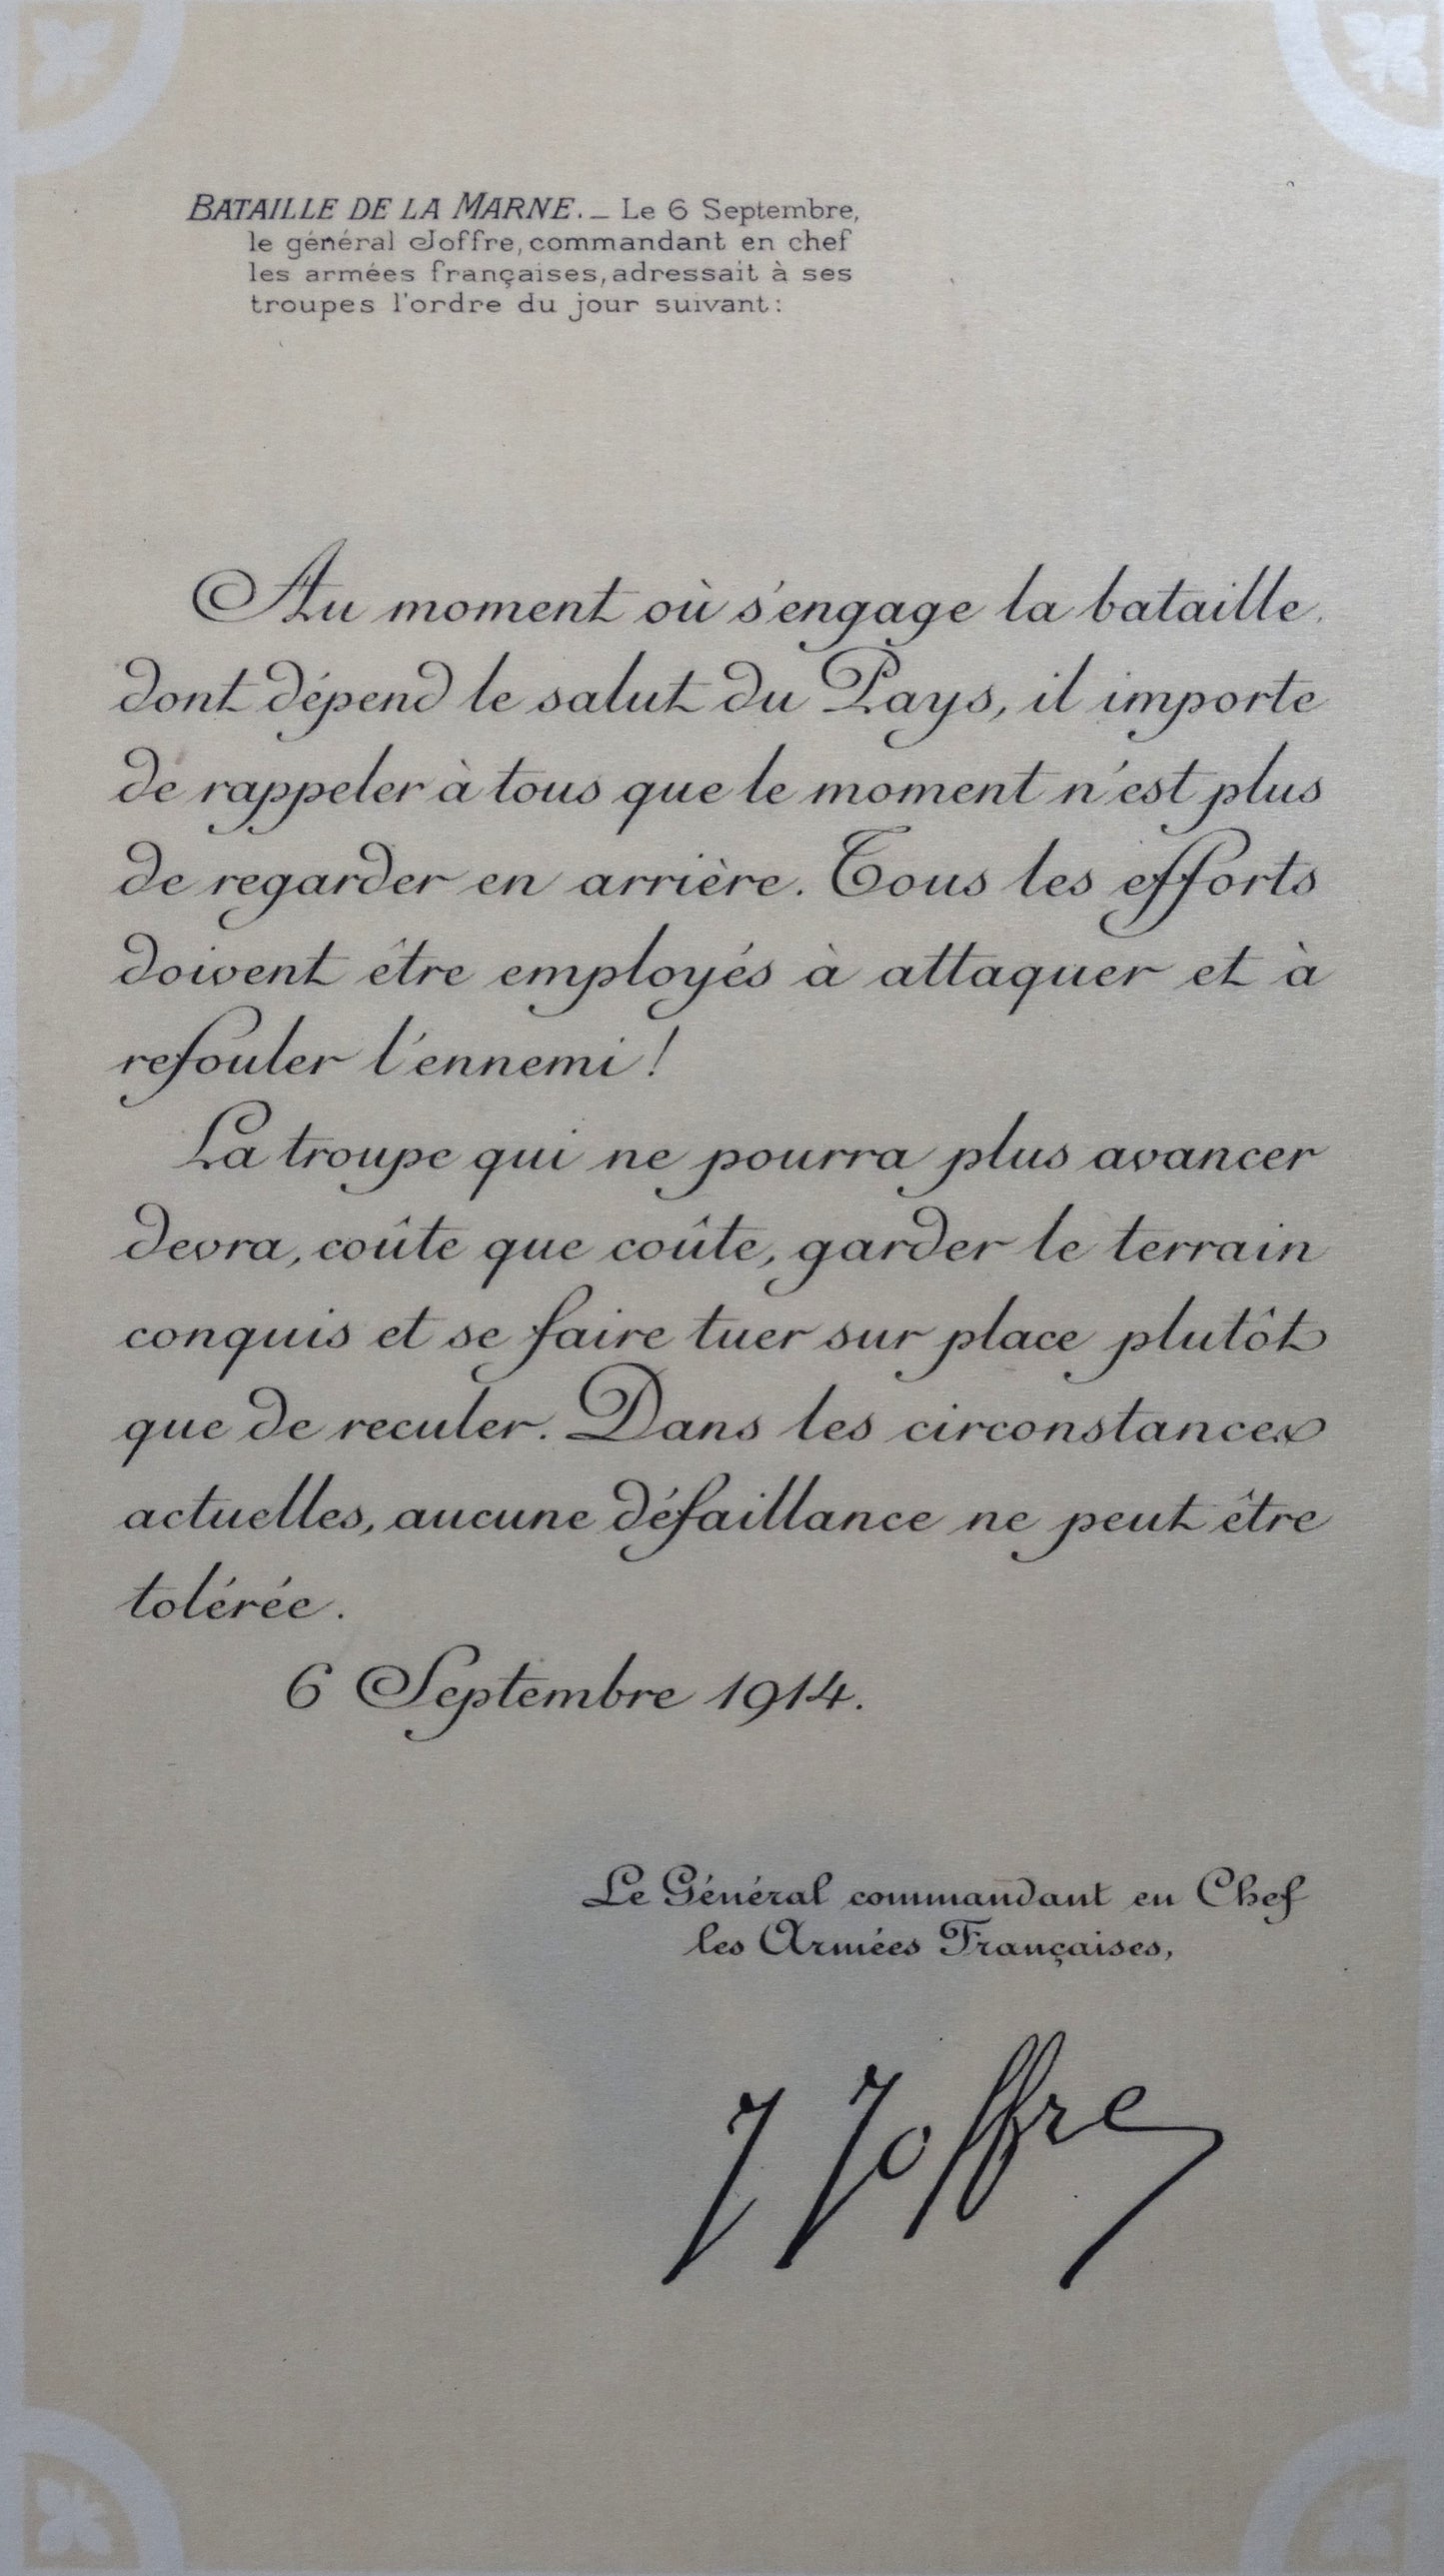 BATAILLE DE LA MARNE. _ Le 6 Septembre,
le général Joffre, commandant en chef
les armées françaises, adressait à ses
troupes l'ordre du jour suivant:
Au moment où s'engage la bataille
dont dépend le salut du Pays, il importe
de rappeler à tous que le moment n'est plus
de regarder en arrière. Tous les efforts
doivent être employés à attaquer et à
refouler l'ennemi !
La troupe qui ne pourra plus avancer
devra, coûte que coûte, garder le terrain
conquis et se faire tuer sur place plutôt
que de reculer. Dans les circonstances
actuelles, aucune défaillance ne peut être
tolérée.
6 Septembre 1914.
Le Général commandant en Chef
les Armées Françaises,
J Joffre